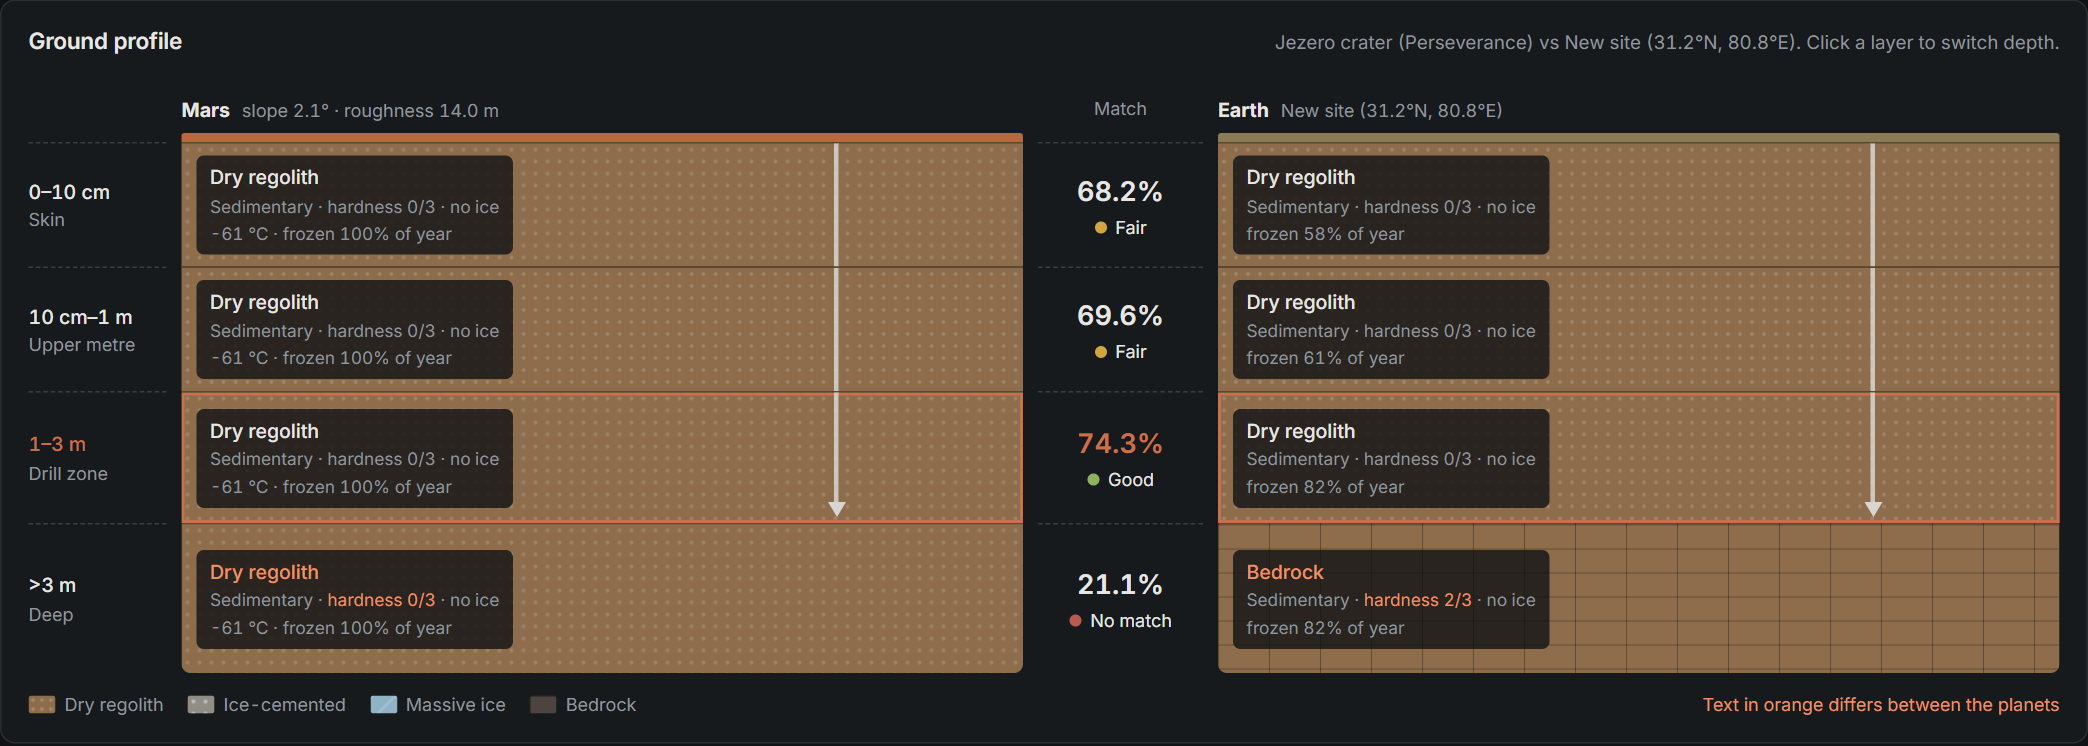 Ground profile
Jezero crater (Perseverance) vs New site (31.2°N, 80.8°E). Click a layer to switch depth.
Mars slope 2.1° · roughness 14.0 m
Match
Earth New site (31.2°N, 80.8°E)
0–10 cm
Skin
Dry regolith
Sedimentary · hardness 0/3 · no ice
-61 °C · frozen 100% of year
68.2%
Fair
Dry regolith
Sedimentary · hardness 0/3 · no ice
frozen 58% of year
10 cm–1 m
Upper metre
Dry regolith
Sedimentary · hardness 0/3 · no ice
-61 °C · frozen 100% of year
69.6%
Fair
Dry regolith
Sedimentary · hardness 0/3 · no ice
frozen 61% of year
1–3 m
Drill zone
Dry regolith
Sedimentary · hardness 0/3 · no ice
-61 °C · frozen 100% of year
74.3%
Good
Dry regolith
Sedimentary · hardness 0/3 · no ice
frozen 82% of year
>3 m
Deep
Dry regolith
Sedimentary · hardness 0/3 · no ice
-61 °C · frozen 100% of year
21.1%
No match
Bedrock
Sedimentary · hardness 2/3 · no ice
frozen 82% of year
Dry regolith
Ice-cemented
Massive ice
Bedrock
Text in orange differs between the planets